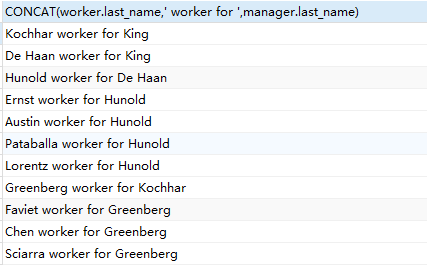 CONCAT(worker.last_name,' worker for ',manager.last_name)
Kochhar worker for King
De Haan worker for King
Hunold worker for De Haan
Ernst worker for Hunold
Austin worker for Hunold
Pataballa worker for Hunold
Lorentz worker for Hunold
Greenberg worker for Kochhar
Faviet worker for Greenberg
Chen worker for Greenberg
Sciarra worker for Greenberg